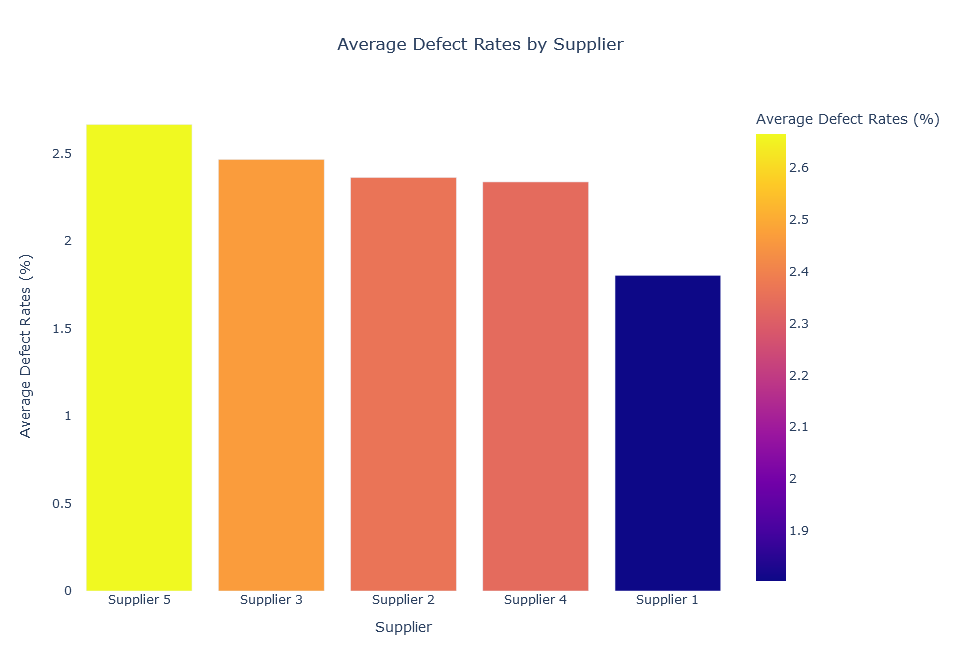 Average Defect Rates by Supplier
Average Defect Rates (%)
2.5
2
1.5
1
0.5
0
Supplier 5
Supplier 3
Supplier 2
Supplier 4
Supplier 1
Supplier
Average Defect Rates (%)
2.6
2.5
2.4
2.3
2.2
2.1
2
1.9